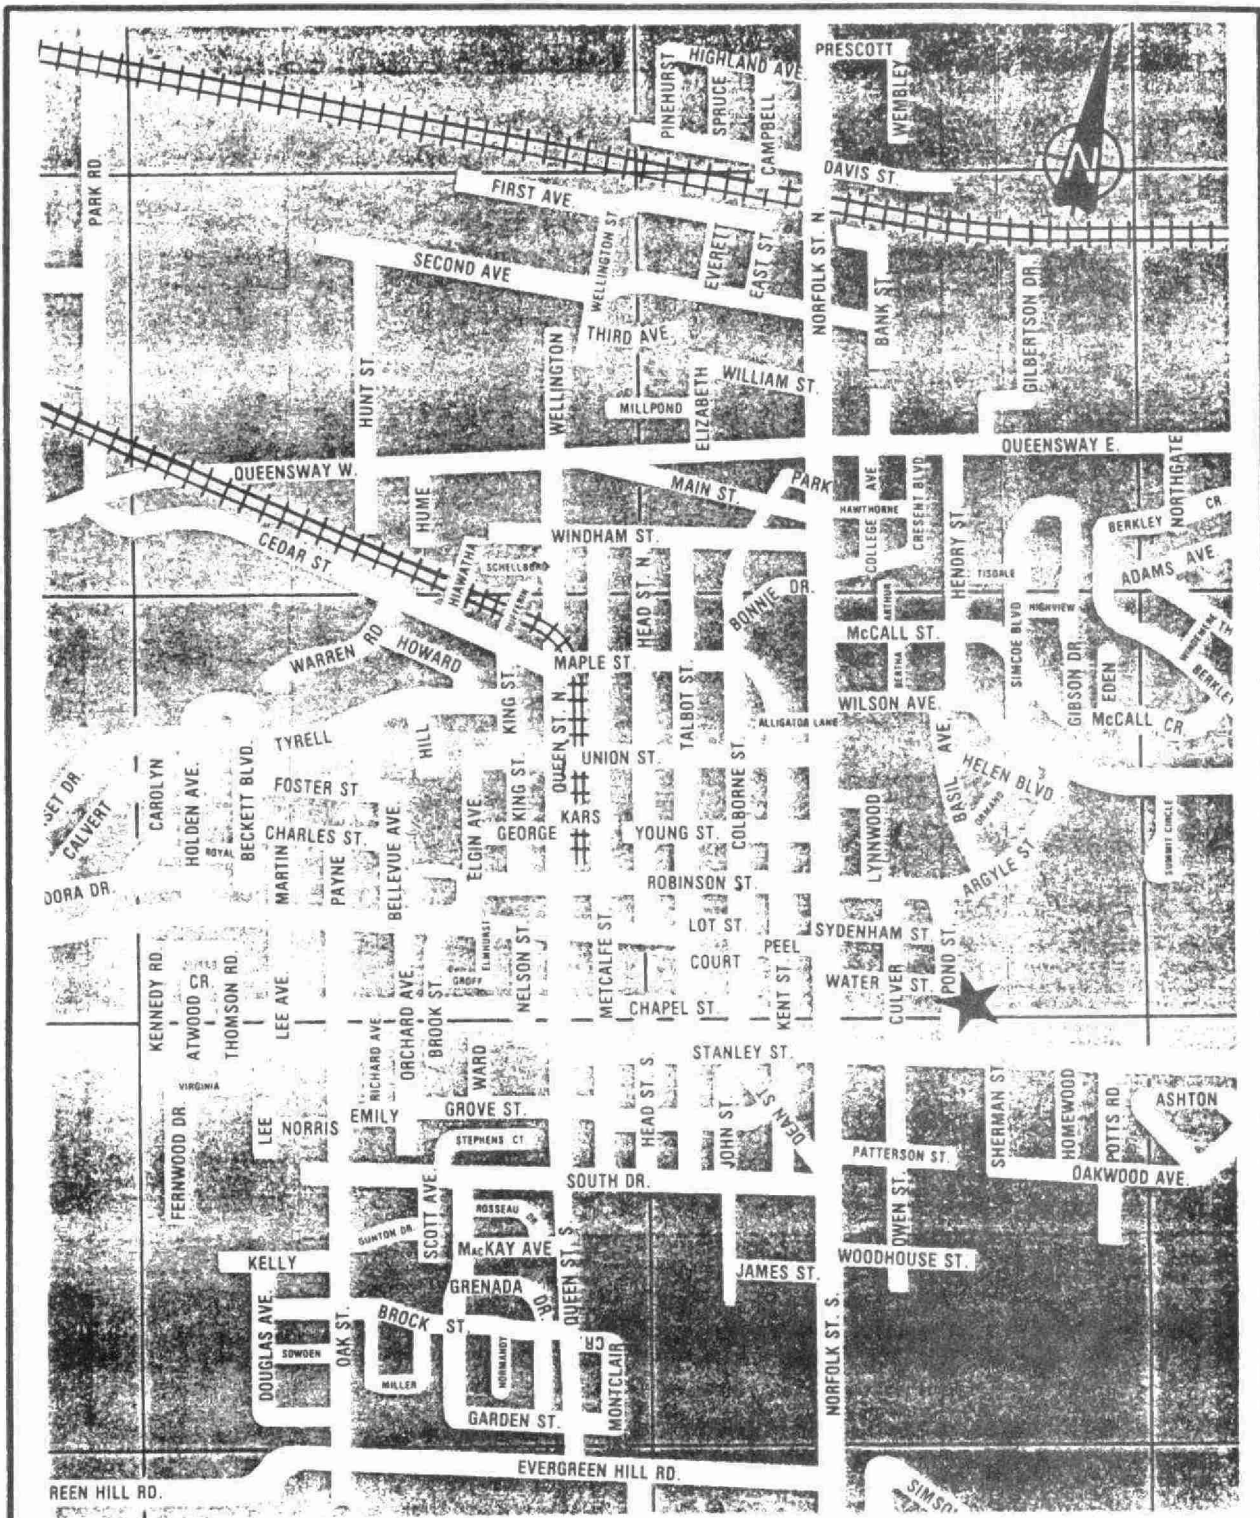 PRESCOTT
HIGHLAND AVE
PINEHURST
SPRUCE
CAMPBELL
WEMBLEY
N
DAVIS ST.
PARK RD.
FIRST AVE.
WELLINGTON ST.
EVERETT
EAST ST.
NORFOLK ST. N.
SECOND AVE
BANK ST.
GILBERTSON DR.
THIRD AVE.
HUNT ST.
WELLINGTON
WILLIAM ST.
MILLPOND
ELIZABETH
QUEENSWAY E.
QUEENSWAY W.
NORTHGATE
MAIN ST.
PARK
HUME
HAWTHORNE
COLLEGE AVE
CRESENT BLVD
HENDRY ST.
BERKLEY CR.
WINDHAM ST.
CEDAR ST
HIAWATHA
SCHELLBURG
DUFFERIN
HEAD ST. N.
BONNIE DR.
TISDALE
ADAMS AVE.
ARTHUR
HIGHVIEW
McCALL ST.
WARREN RD
HOWARD
MAPLE ST.
BERTHA
SIMCOE BLVD
GIBSON DR.
EDEN
BERKLEY
TH
KING ST.
QUEEN ST. N.
TALBOT ST.
WILSON AVE.
ALLIGATOR LANE
McCALL CR.
TYRELL
HILL
UNION ST.
BASIL AVE.
HELEN BLVD
ORMAND
SET DR.
CALVERT
CAROLYN
HOLDEN AVE.
BECKETT BLVD.
FOSTER ST.
KING ST.
COLBORNE ST.
KARS
CHARLES ST.
ROYAL
MARTIN
PAYNE
BELLEVUE AVE.
ELGIN AVE.
GEORGE
YOUNG ST.
LYNNWOOD
ARGYLE ST.
SUMMIT CIRCLE
DORA DR.
ROBINSON ST.
LOT ST.
SYDENHAM ST.
PEEL
COURT
ELMHURST
GROFF
NELSON ST.
METCALFE ST.
KENT ST.
WATER ST.
CULVER
POND ST.
KENNEDY RD.
ATWOOD CR.
THOMSON RD.
LEE AVE.
ORCHARD AVE.
BROOK ST.
CHAPEL ST.
RICHARD AVE.
WARD
STANLEY ST.
VIRGINIA
FERNWOOD DR
LEE
NORRIS
EMILY
GROVE ST.
STEPHENS CT
HEAD ST. S.
JOHN ST.
DEAN ST
PATTERSON ST.
SHERMAN ST
HOMEWOOD
POTTS RD.
ASHTON
OAKWOOD AVE.
SOUTH DR.
GUNTON DR.
SCOTT AVE
ROSSEAU DR
OWEN ST.
KELLY
MacKAY AVE
GRENADA DR.
QUEEN ST. S
JAMES ST.
WOODHOUSE ST.
DOUGLAS AVE.
OAK ST.
BROCK ST.
SOWDEN
MILLER
NORMANDY
MONTCLAIR CR.
NORFOLK ST. S.
GARDEN ST.
EVERGREEN HILL RD.
REEN HILL RD.
SIMSO